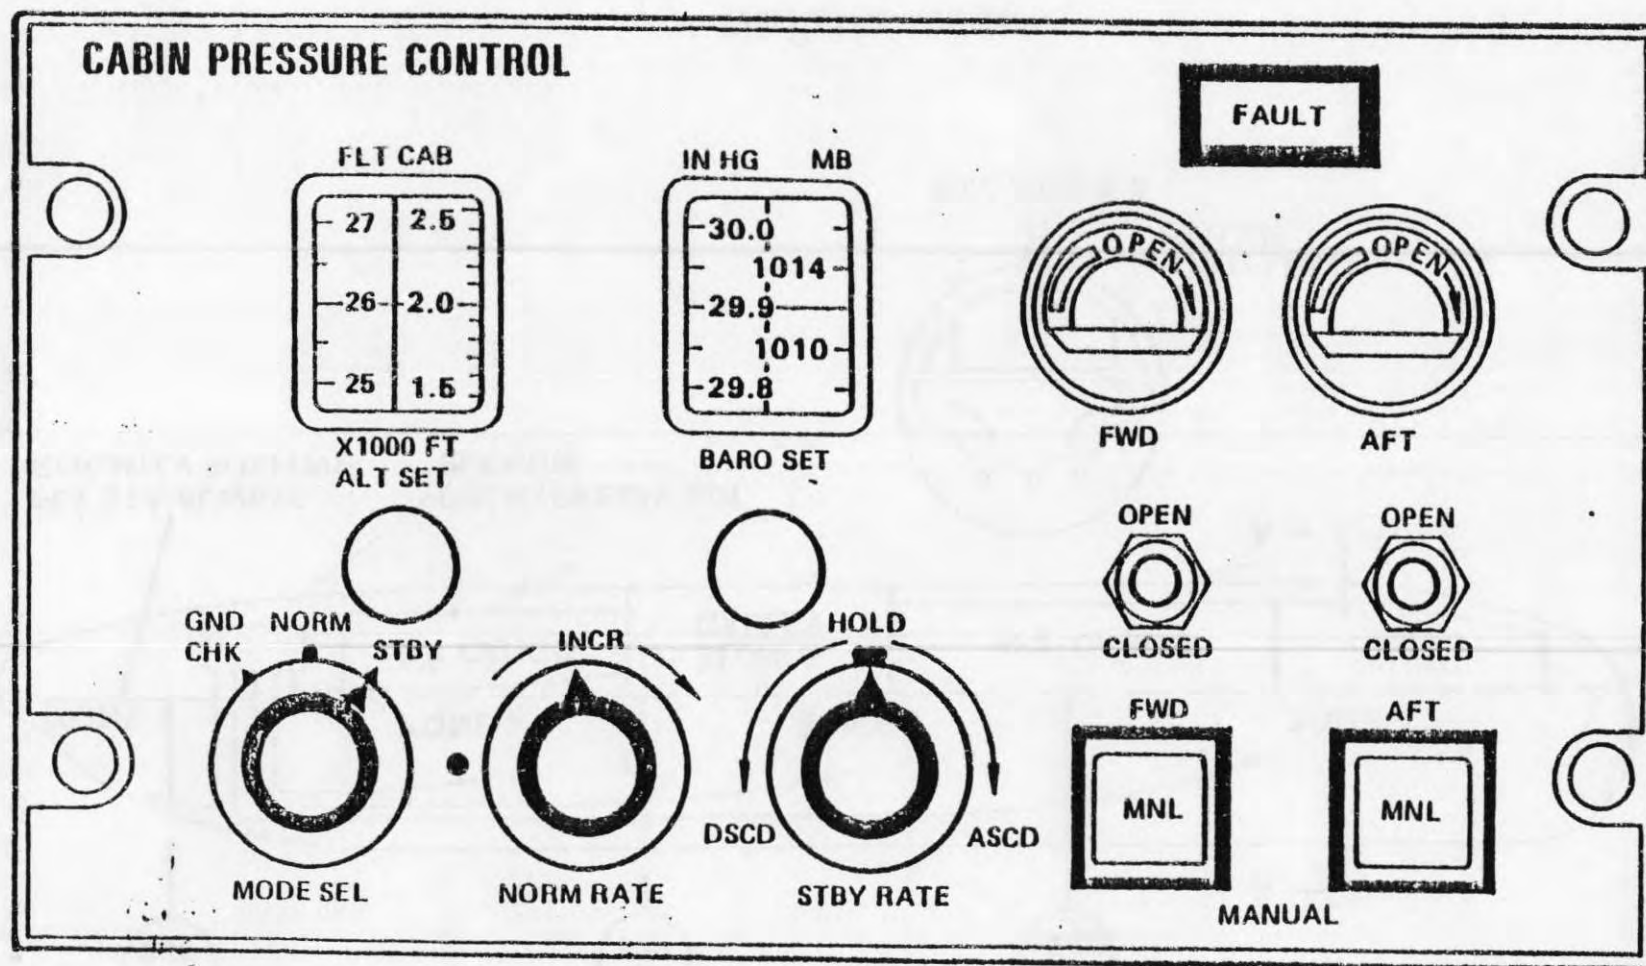 CABIN PRESSURE CONTROL
FAULT
FLT CAB
27 2.5
26 2.0
25 1.5
X1000 FT
ALT SET
IN HG MB
30.0
1014
29.9
1010
29.8
BARO SET
OPEN
FWD
OPEN
AFT
OPEN
CLOSED
OPEN
CLOSED
GND
CHK
NORM
STBY
MODE SEL
INCR
NORM RATE
HOLD
DSCD
ASCD
STBY RATE
FWD
MNL
AFT
MNL
MANUAL